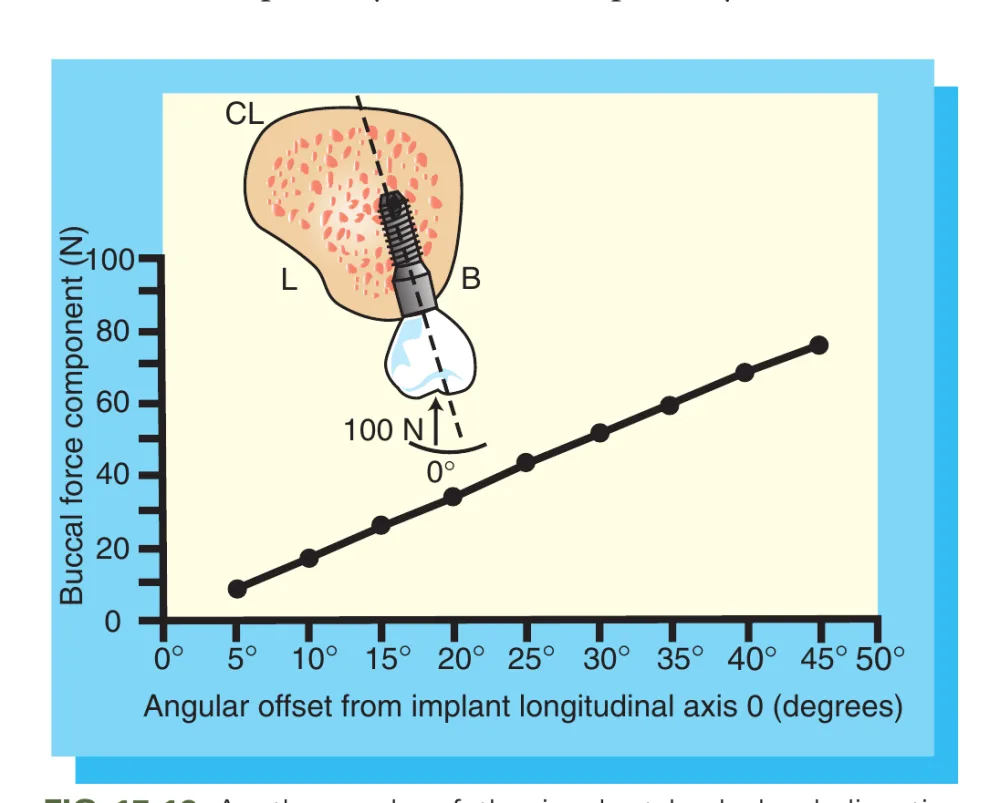 CL
L
B
100 N
0°
Buccal force component (N)
100
80
60
40
20
0
0° 5° 10° 15° 20° 25° 30° 35° 40° 45° 50°
Angular offset from implant longitudinal axis 0 (degrees)